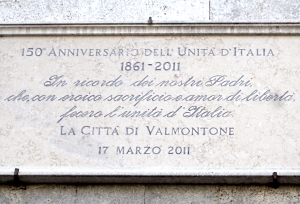 150° ANNIVERSARIO DELL'UNITÀ D'ITALIA
1861-2011
In ricordo dei nostri Padri,
che, con eroico sacrificio e amor di libertà,
fecero l'unità d'Italia
LA CITTÀ DI VALMONTONE
17 MARZO 2011